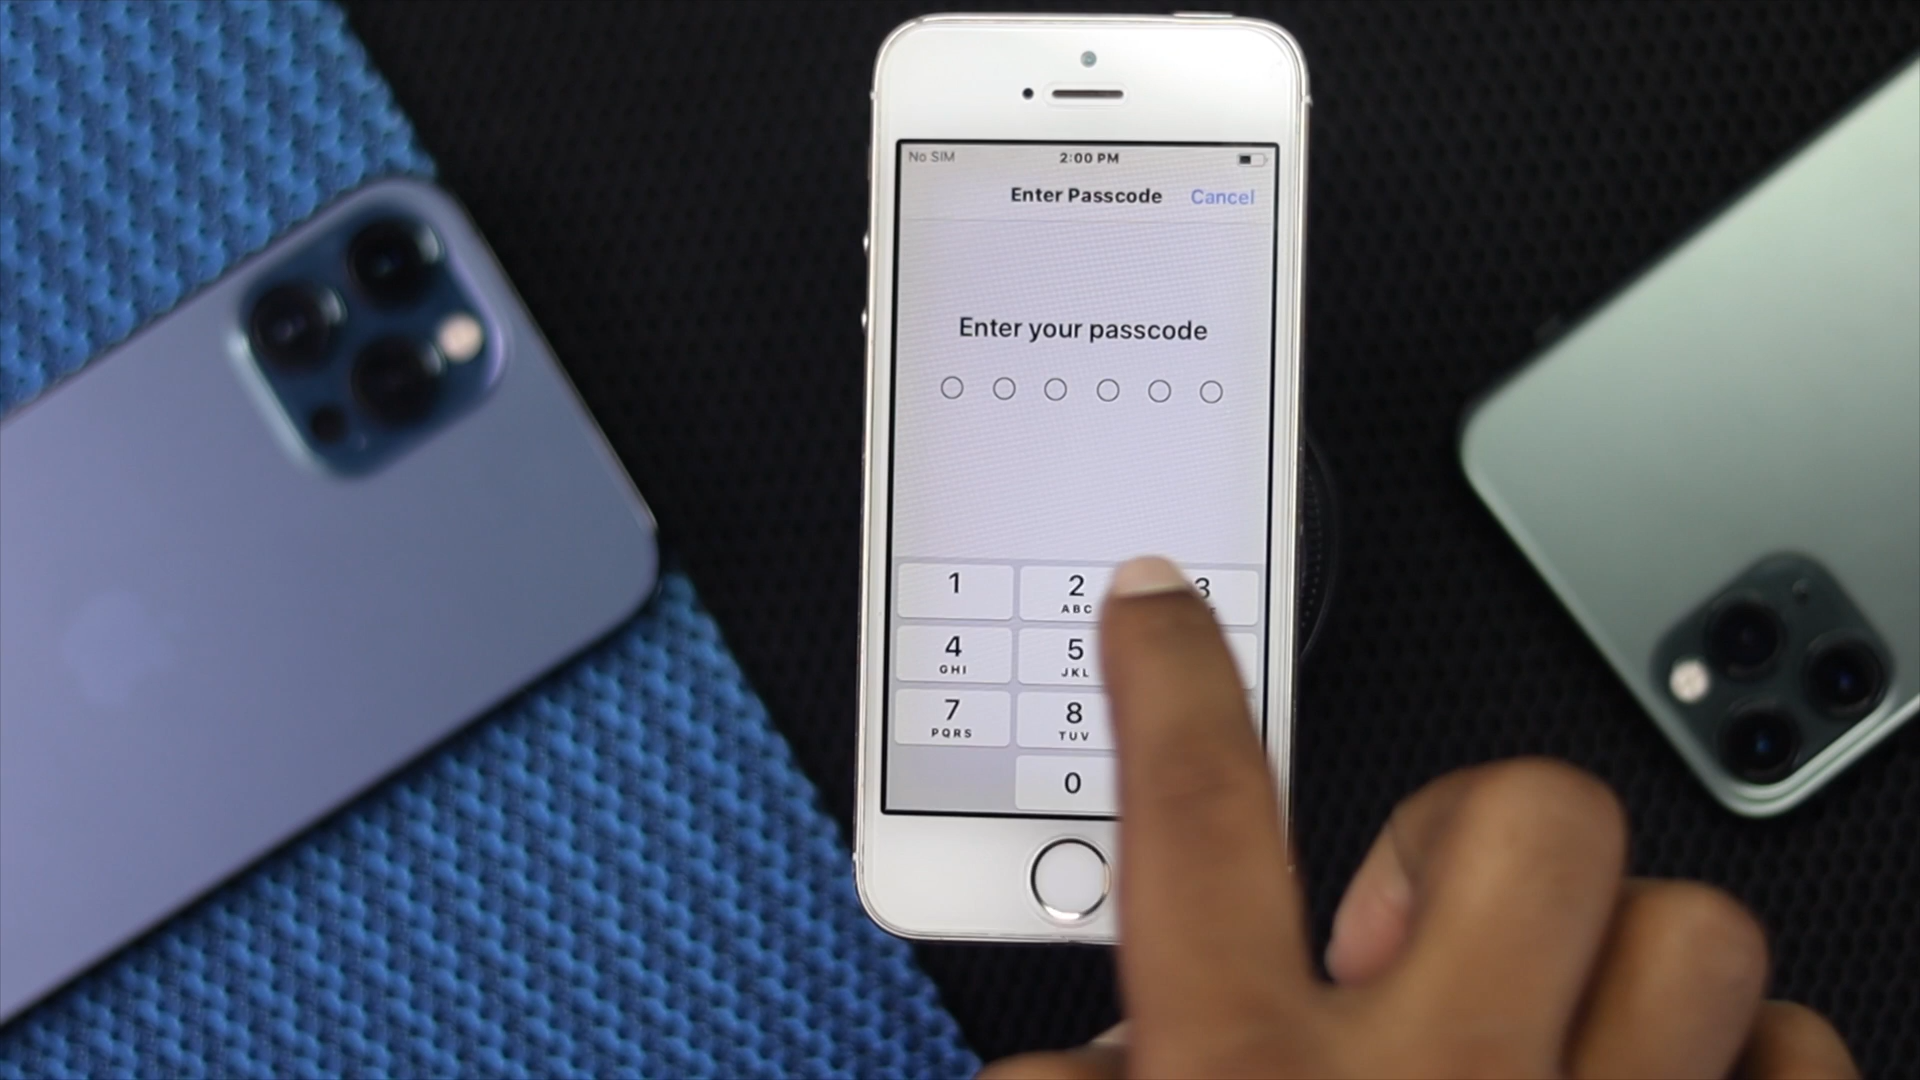 No SIM 2:00 PM
Enter Passcode Cancel
Enter your passcode
1 2 3
ABC
4 5
GHI JKL
7 8
PQRS TUV
0